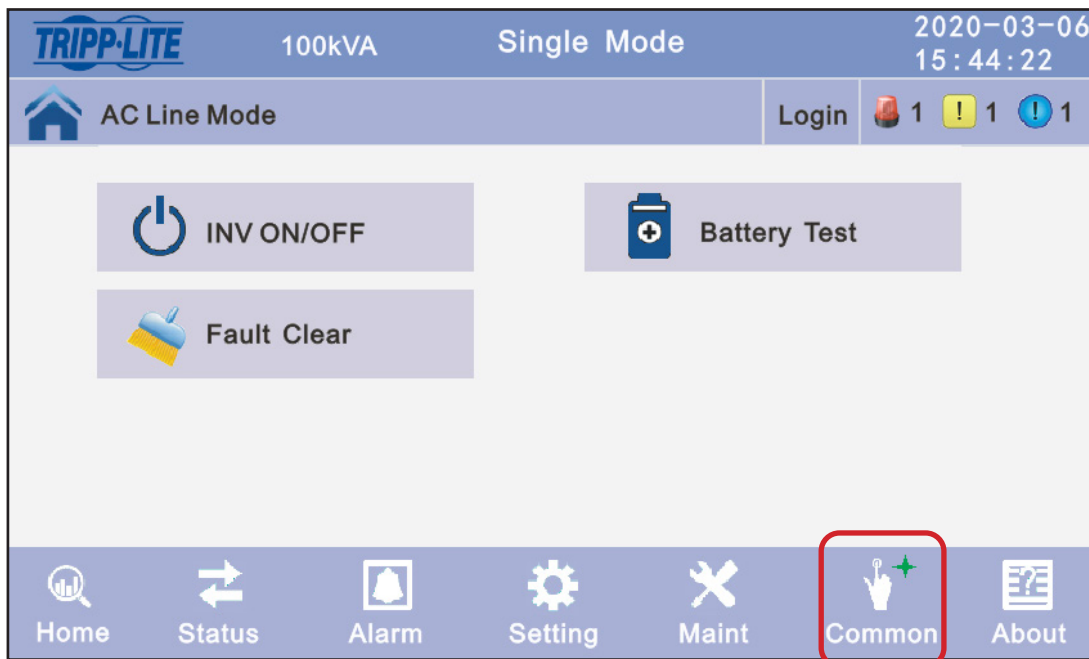 TRIPP·LITE 100kVA Single Mode 2020-03-06
15:44:22
AC Line Mode Login 1 ! 1 ! 1
INV ON/OFF Battery Test
Fault Clear
Home Status Alarm Setting Maint Common About